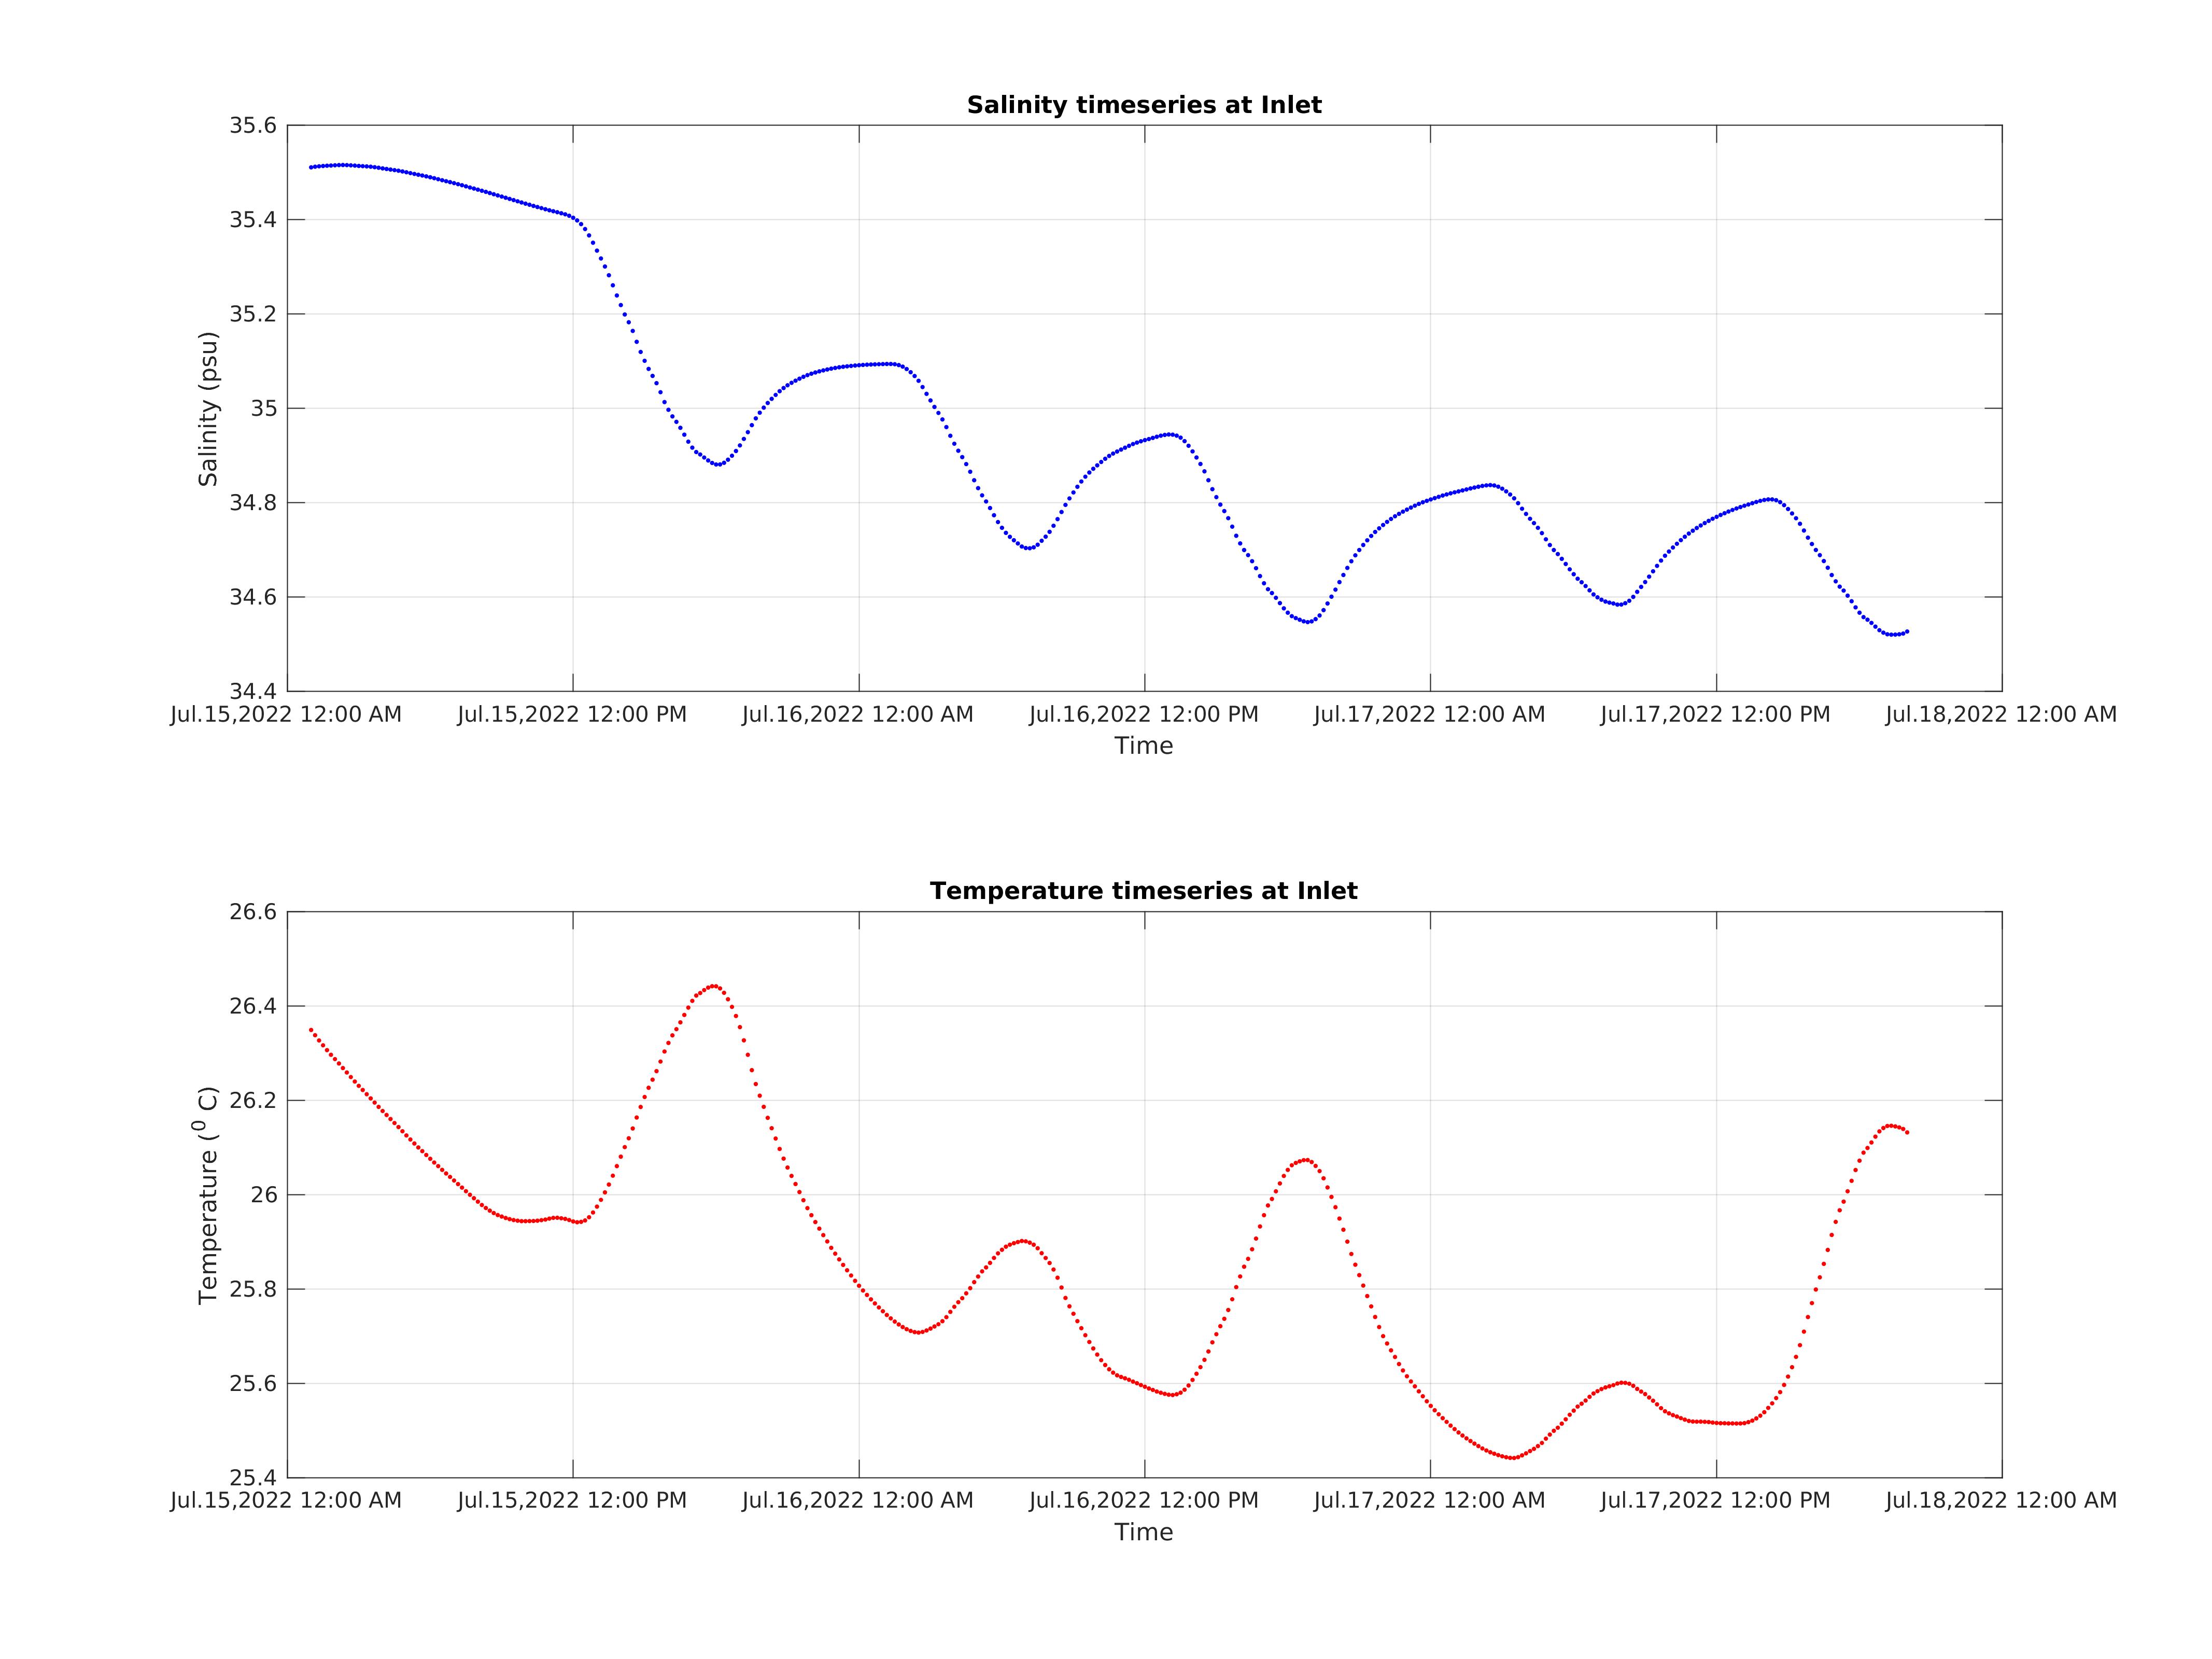 Salinity timeseries at Inlet
35.6
35.4
35.2
35
34.8
34.6
34.4
Salinity (psu)
Jul.15,2022 12:00 AM Jul.15,2022 12:00 PM Jul.16,2022 12:00 AM Jul.16,2022 12:00 PM Jul.17,2022 12:00 AM Jul.17,2022 12:00 PM Jul.18,2022 12:00 AM
Time
Temperature timeseries at Inlet
26.6
26.4
26.2
26
25.8
25.6
25.4
Temperature (⁰ C)
Jul.15,2022 12:00 AM Jul.15,2022 12:00 PM Jul.16,2022 12:00 AM Jul.16,2022 12:00 PM Jul.17,2022 12:00 AM Jul.17,2022 12:00 PM Jul.18,2022 12:00 AM
Time